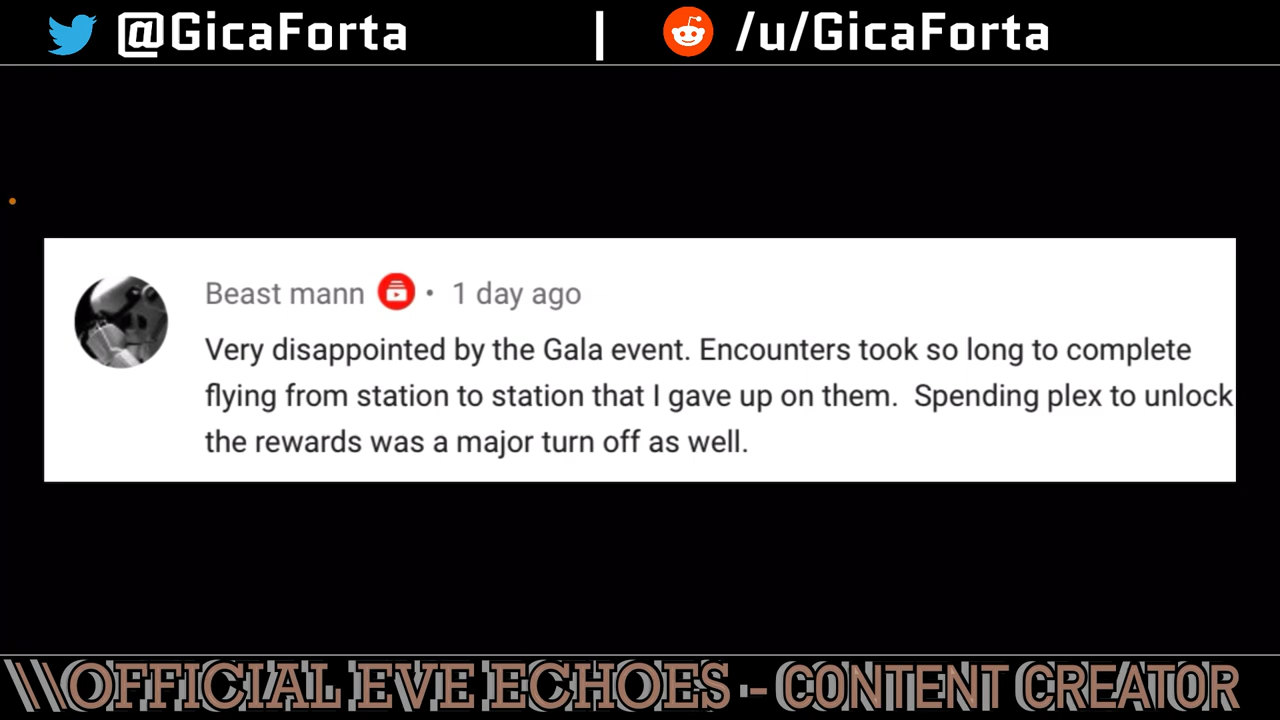 @GicaForta | /u/GicaForta
Beast mann • 1 day ago
Very disappointed by the Gala event. Encounters took so long to complete
flying from station to station that I gave up on them. Spending plex to unlock
the rewards was a major turn off as well.
\\OFFICIAL EVE ECHOES - CONTENT CREATOR